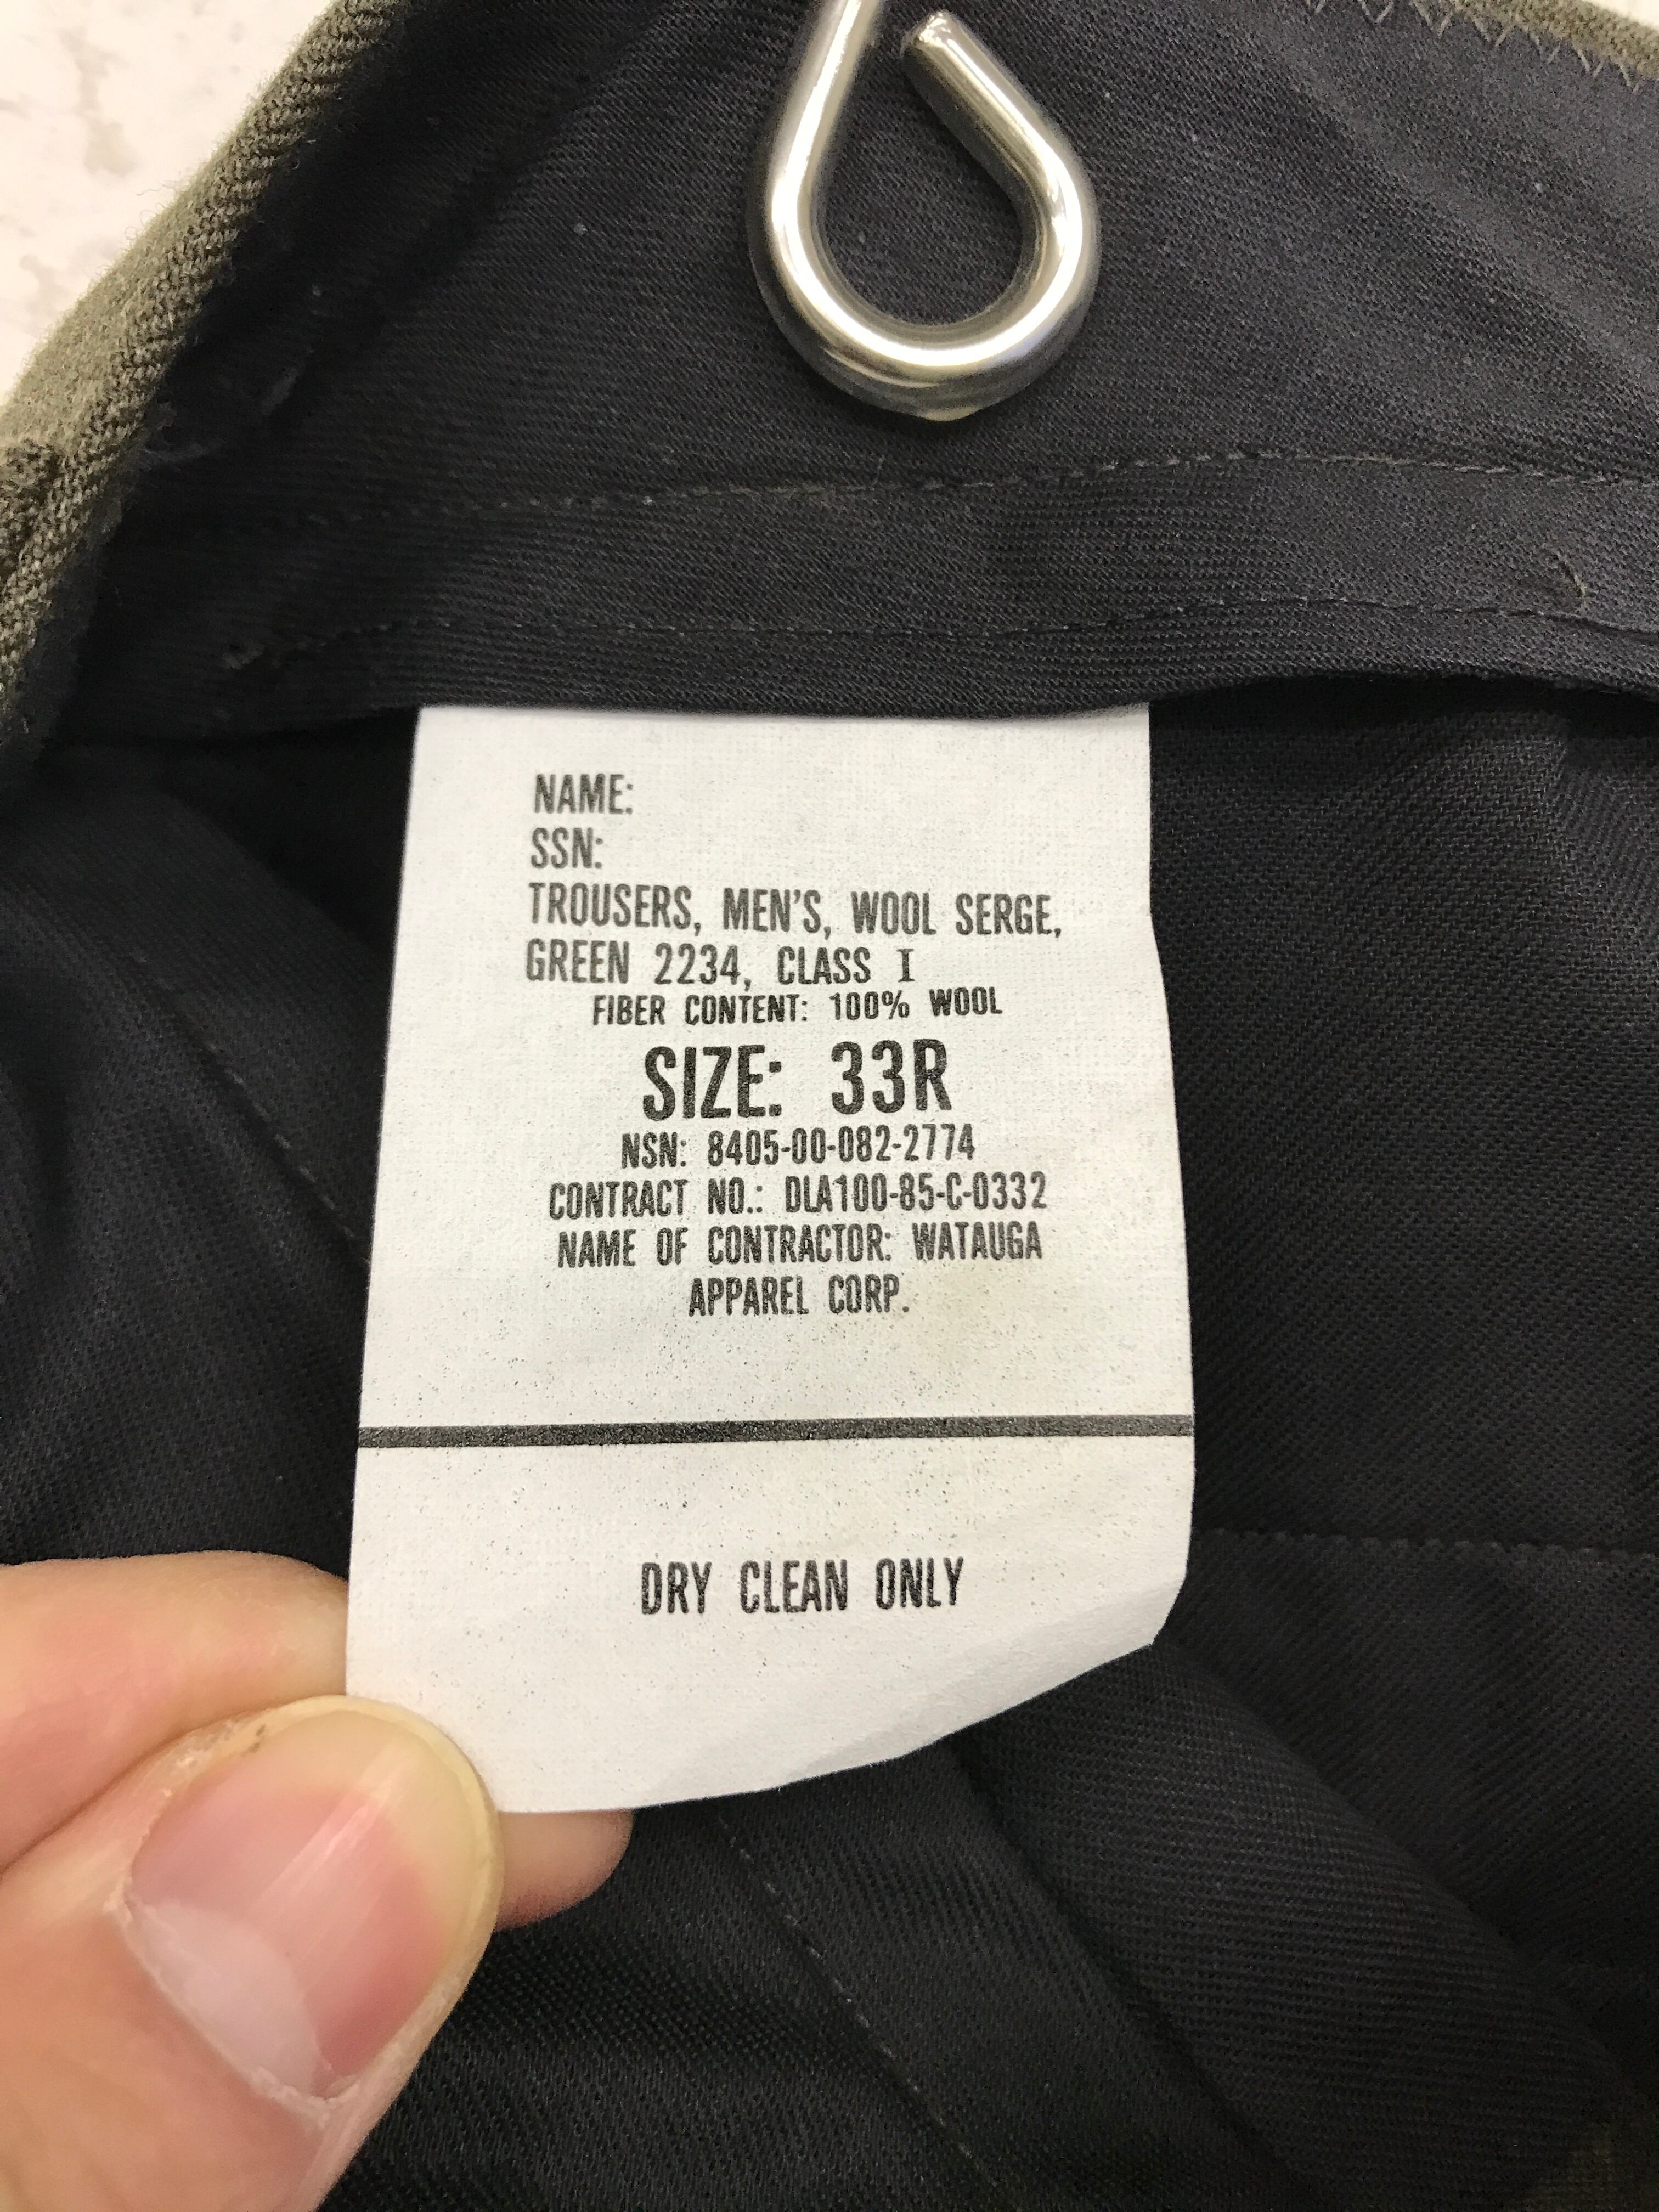 NAME:
SSN:
TROUSERS, MEN'S, WOOL SERGE,
GREEN 2234, CLASS I
FIBER CONTENT: 100% WOOL
SIZE: 33R
NSN: 8405-00-082-2774
CONTRACT NO.: DLA100-85-C-0332
NAME OF CONTRACTOR: WATAUGA
APPAREL CORP.
DRY CLEAN ONLY